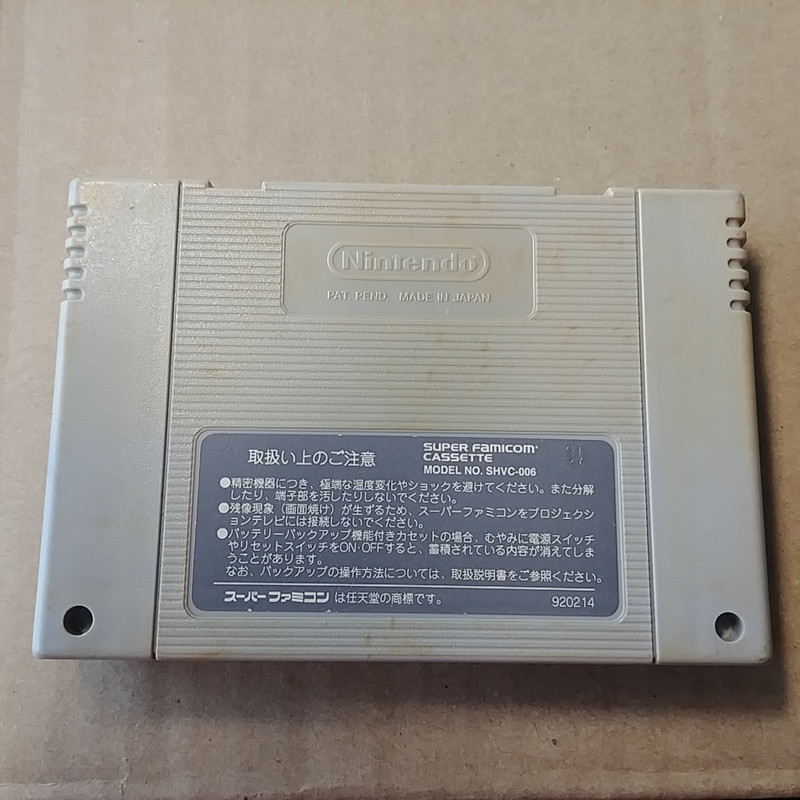 Nintendo
PAT. PEND. MADE IN JAPAN
取扱い上のご注意
SUPER FAMICOM
CASSETTE
MODEL NO. SHVC-006
●精密機器につき、極端な温度変化やショックを避けてください。また分解
したり、端子部を汚したりしないでください。
●残像現象（画面焼け）が生ずるため、スーパーファミコンをプロジェクシ
ョンテレビには接続しないでください。
●バッテリーバックアップ機能付きカセットの場合、むやみに電源スイッチ
やリセットスイッチをON・OFFすると、蓄積されている内容が消えてしま
うことがあります。
なお、バックアップの操作方法については、取扱説明書をご参照ください。
スーパーファミコン は任天堂の商標です。
920214